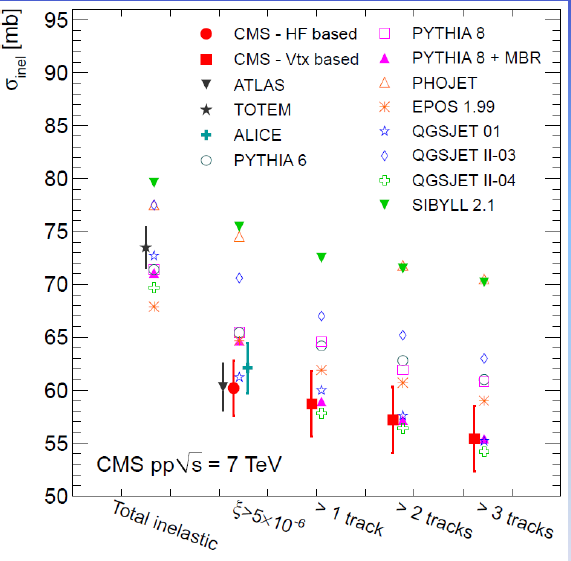 σinel [mb]
95
90
85
80
75
70
65
60
55
50
CMS - HF based
CMS - Vtx based
ATLAS
TOTEM
ALICE
PYTHIA 6
PYTHIA 8
PYTHIA 8 + MBR
PHOJET
EPOS 1.99
QGSJET 01
QGSJET II-03
QGSJET II-04
SIBYLL 2.1
CMS pp√s = 7 TeV
Total inelastic
ξ>5×10⁻⁶
> 1 track
> 2 tracks
> 3 tracks